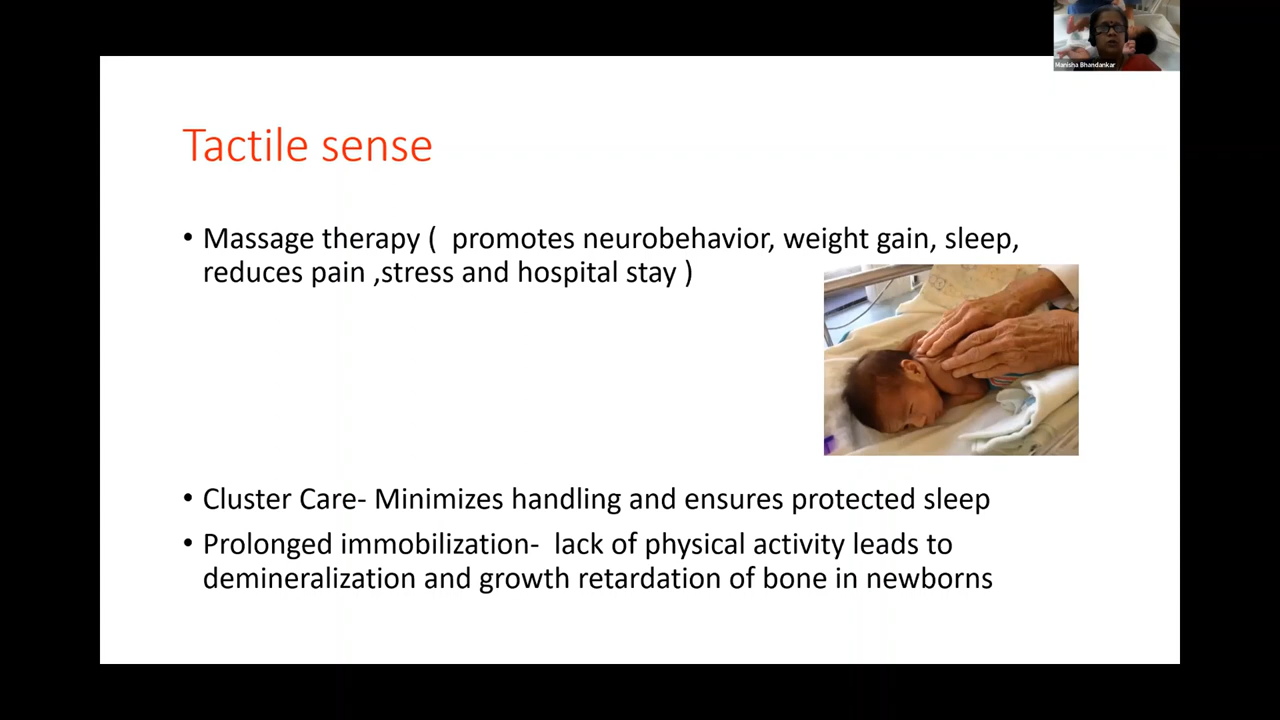 Manisha Bhandankar
Tactile sense
• Massage therapy (  promotes neurobehavior, weight gain, sleep,
reduces pain ,stress and hospital stay )
• Cluster Care- Minimizes handling and ensures protected sleep
• Prolonged immobilization-  lack of physical activity leads to
demineralization and growth retardation of bone in newborns